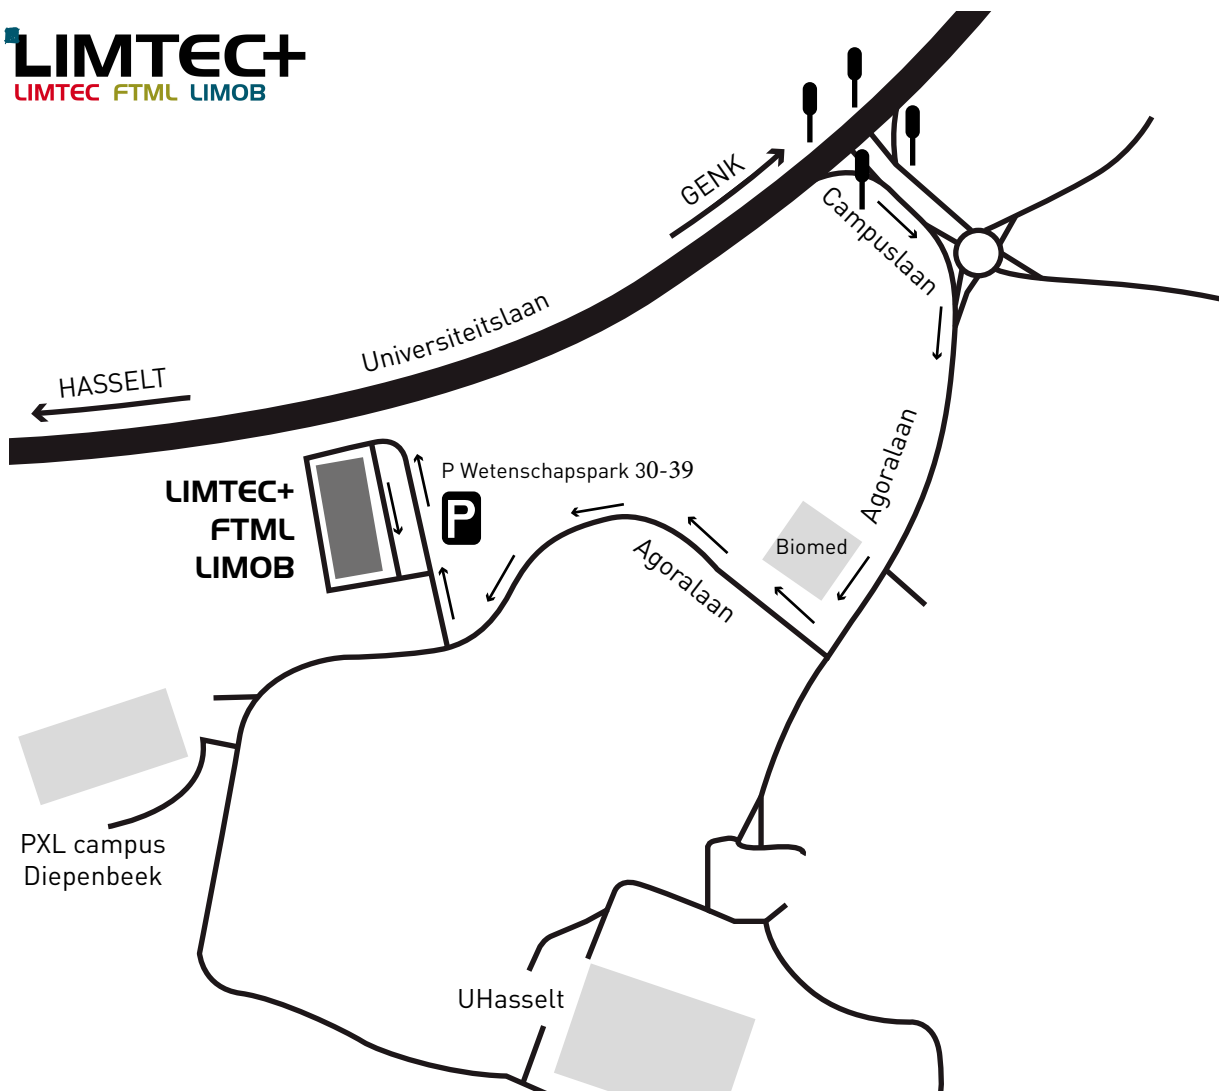 LIMTEC+
LIMTEC FTML LIMOB
GENK
Campuslaan
Universiteitslaan
HASSELT
Agoralaan
P Wetenschapspark 30-39
P
LIMTEC+
FTML
LIMOB
Biomed
Agoralaan
PXL campus
Diepenbeek
UHasselt